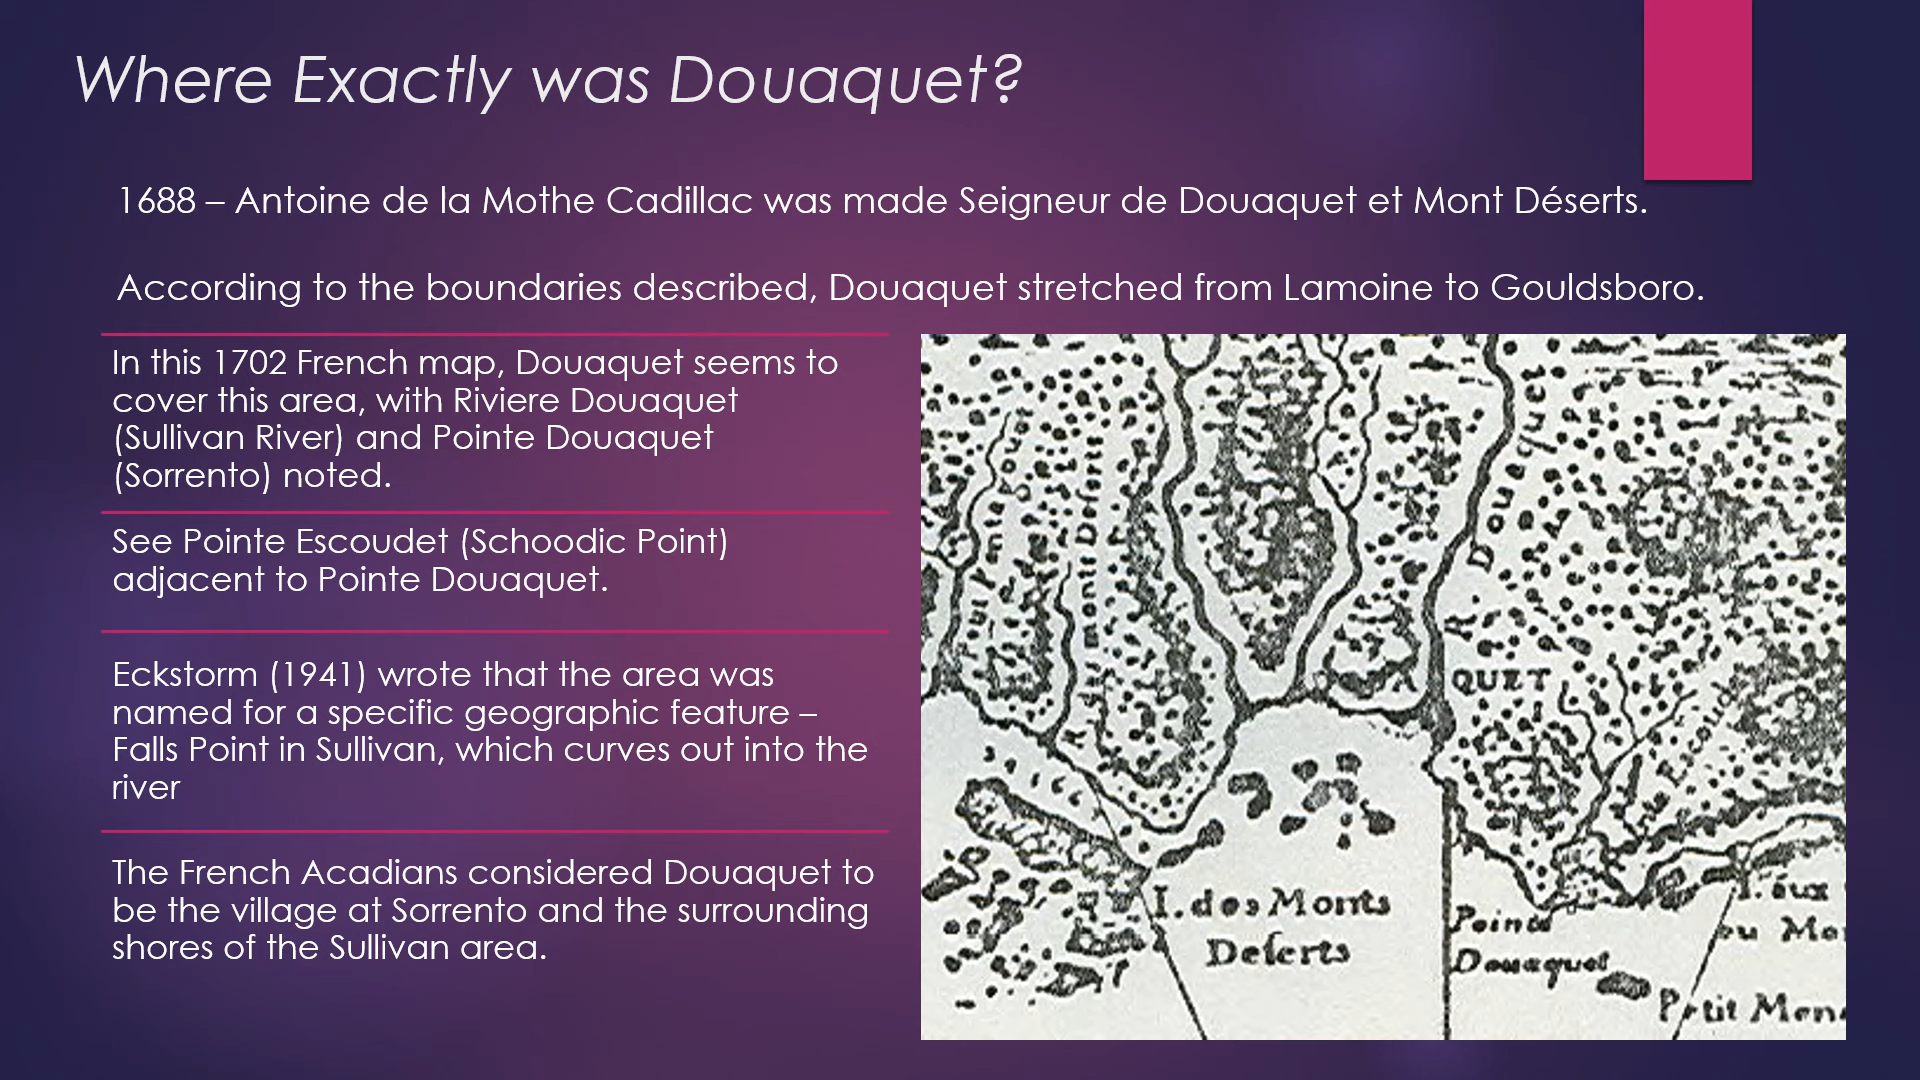 Where Exactly was Douaquet?
1688 – Antoine de la Mothe Cadillac was made Seigneur de Douaquet et Mont Déserts.
According to the boundaries described, Douaquet stretched from Lamoine to Gouldsboro.
In this 1702 French map, Douaquet seems to
cover this area, with Riviere Douaquet
(Sullivan River) and Pointe Douaquet
(Sorrento) noted.
See Pointe Escoudet (Schoodic Point)
adjacent to Pointe Douaquet.
Eckstorm (1941) wrote that the area was
named for a specific geographic feature –
Falls Point in Sullivan, which curves out into the
river
The French Acadians considered Douaquet to
be the village at Sorrento and the surrounding
shores of the Sullivan area.
QUET
I. des Monts
Deserts
Pointe
Douaquet
I. aux
ou Mo
Petit Men